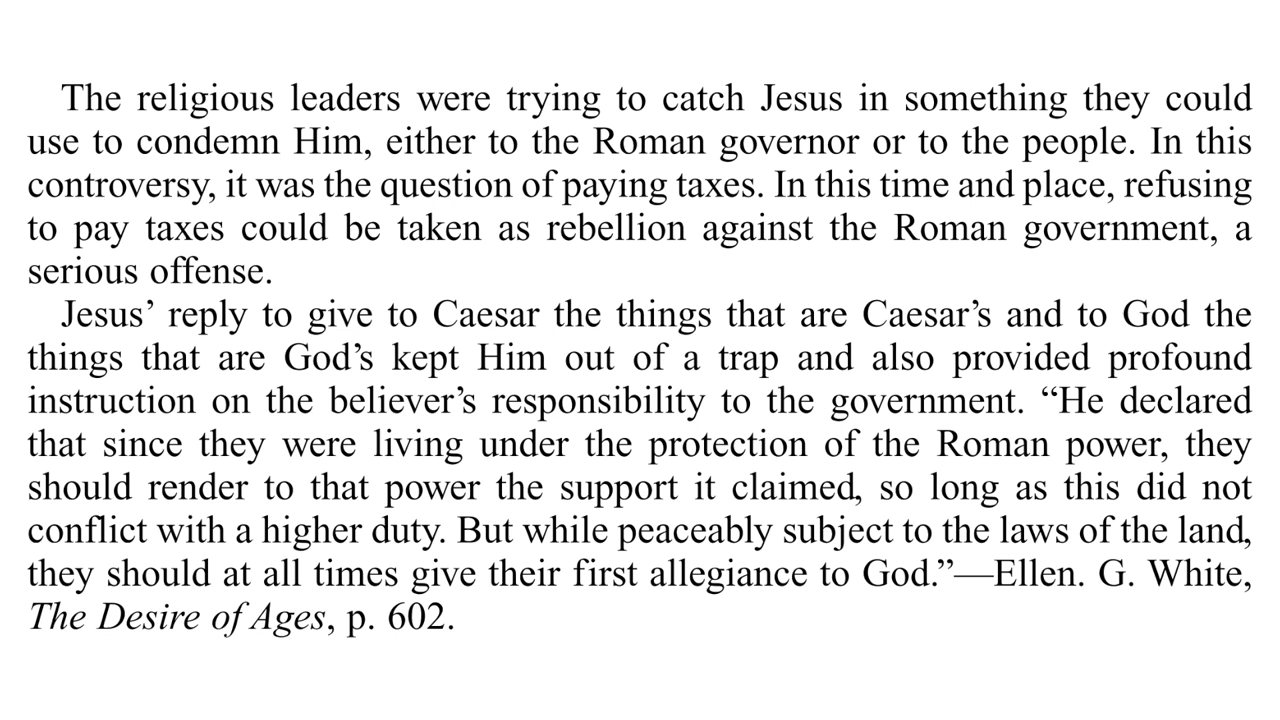 The religious leaders were trying to catch Jesus in something they could
use to condemn Him, either to the Roman governor or to the people. In this
controversy, it was the question of paying taxes. In this time and place, refusing
to pay taxes could be taken as rebellion against the Roman government, a
serious offense.
Jesus’ reply to give to Caesar the things that are Caesar’s and to God the
things that are God’s kept Him out of a trap and also provided profound
instruction on the believer’s responsibility to the government. “He declared
that since they were living under the protection of the Roman power, they
should render to that power the support it claimed, so long as this did not
conflict with a higher duty. But while peaceably subject to the laws of the land,
they should at all times give their first allegiance to God.”—Ellen. G. White,
The Desire of Ages, p. 602.